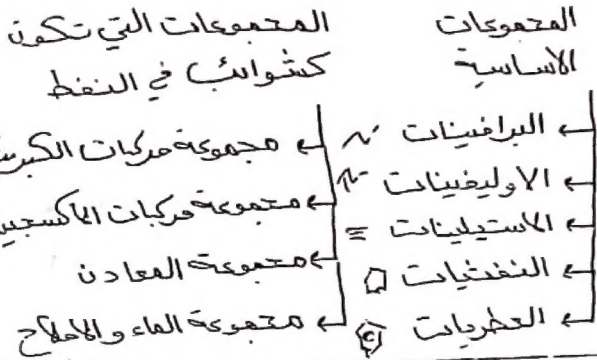 المجموعات
الأساسية
البرافينات
الاوليفينات
الاستيلينات
النفثينات
العطريات
المجموعات التي تكون
كشوائب في النفط
مجموعة مركبات
مجموعة مركبات
مجموعة المعادن
مجموعة الماء والاملاح